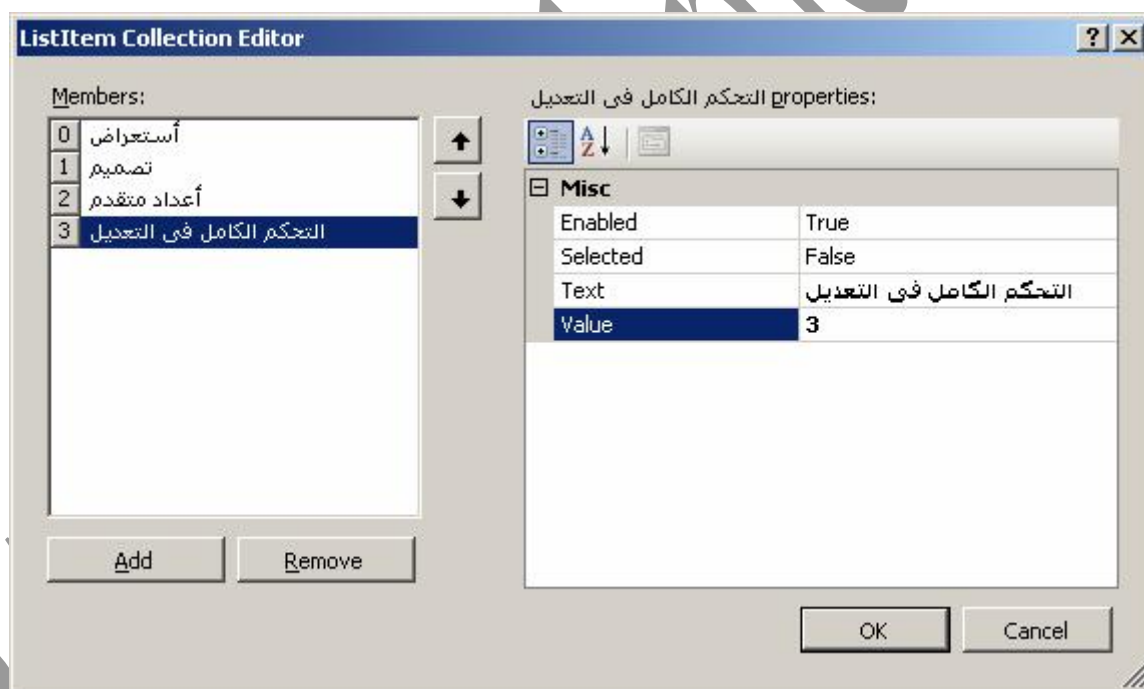 ListItem Collection Editor
Members:
التحكم الكامل فى التعديل properties:
0 أستعراض
1 تصميم
2 أعداد متقدم
3 التحكم الكامل فى التعديل
A
Z
Misc
Enabled True
Selected False
Text التحكم الكامل فى التعديل
Value 3
Add Remove
OK Cancel